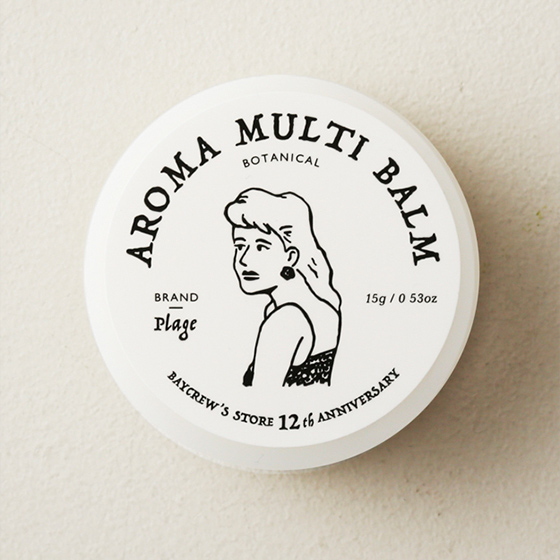 AROMA MULTI BALM
BOTANICAL
BRAND
Plage
15g / 0 53oz
BAYCREW'S STORE 12th ANNIVERSARY